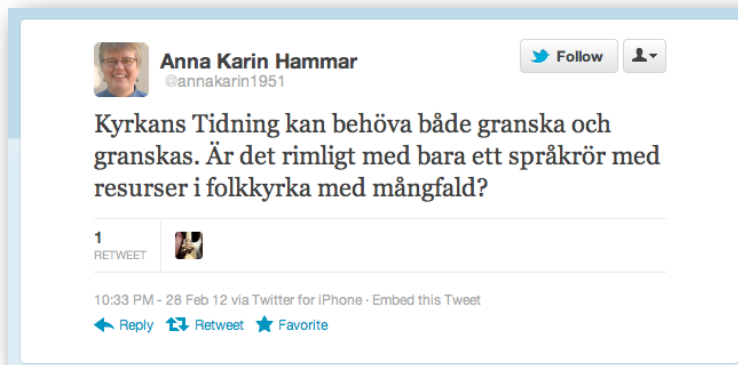 Anna Karin Hammar
@annakarin1951
Follow
Kyrkans Tidning kan behöva både granska och
granskas. Är det rimligt med bara ett språkrör med
resurser i folkkyrka med mångfald?
1
RETWEET
10:33 PM - 28 Feb 12 via Twitter for iPhone · Embed this Tweet
Reply Retweet Favorite